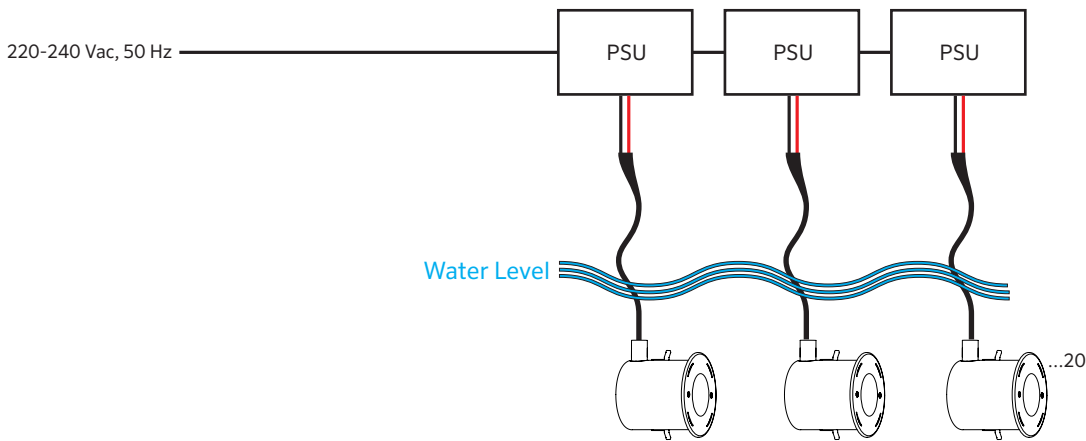 220-240 Vac, 50 Hz
PSU
PSU
PSU
Water Level
...20